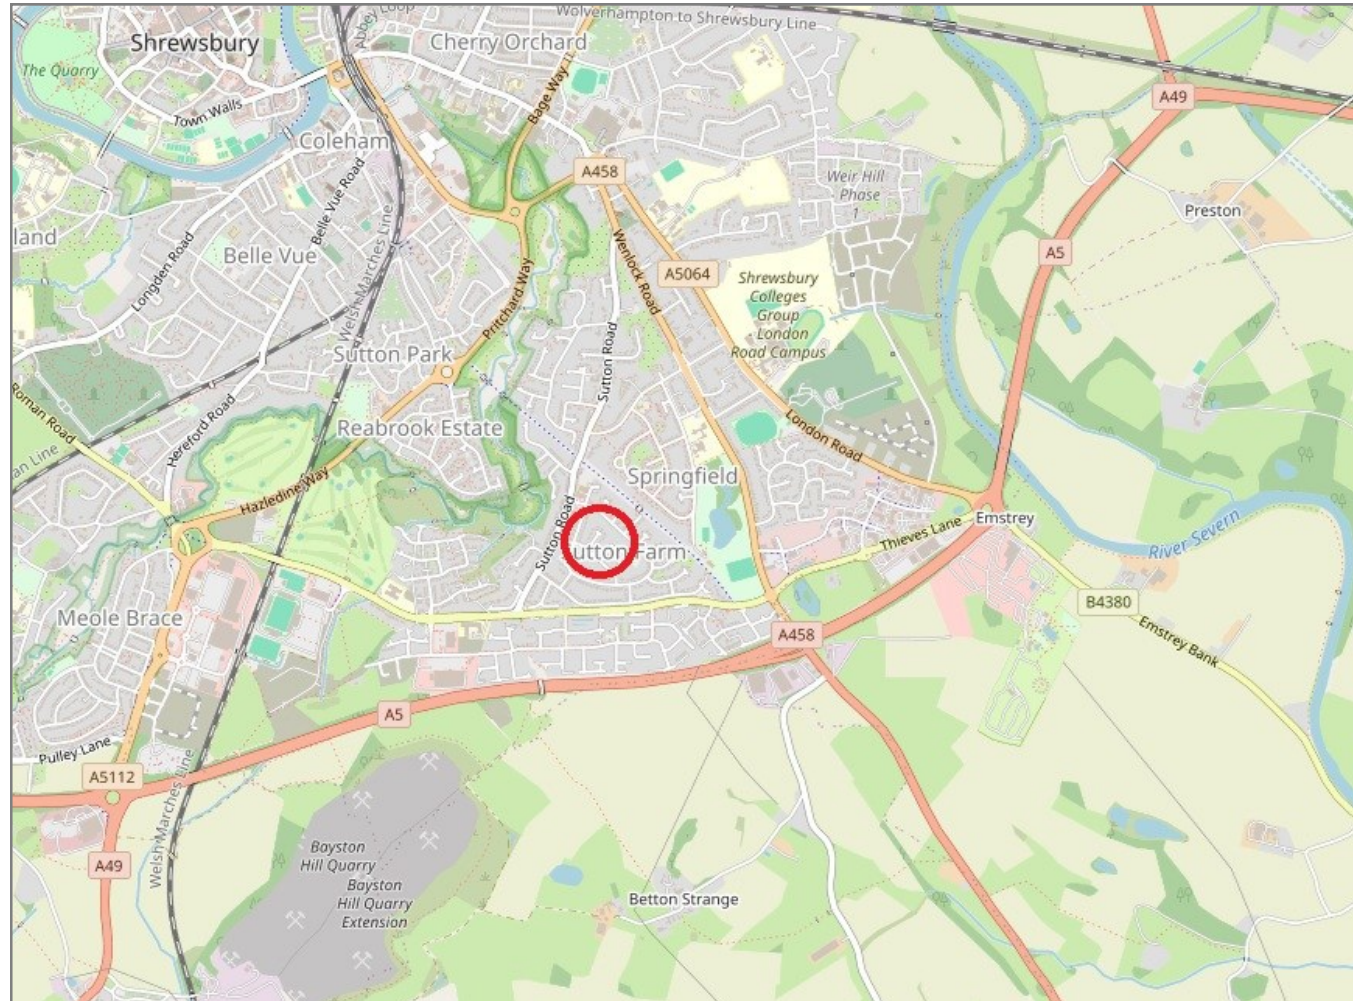 Wolverhampton to Shrewsbury Line
Abbey Loop
Shrewsbury
Cherry Orchard
The Quarry
Bage Way
A49
Town Walls
Coleham
A458
Weir Hill
Phase
1
Preston
Belle Vue Road
land
Belle Vue
Longden Road
Welsh Marches Line
Wenlock Road
A5
A5064
Shrewsbury
Colleges
Group
London
Road Campus
Pritchard Way
Sutton Road
Sutton Park
Roman Road
Hereford Road
Reabrook Estate
London Road
an Line
Springfield
Hazledine Way
Sutton Road
Emstrey
Thieves Lane
River Severn
utton Farm
B4380
Meole Brace
A458
Emstrey Bank
A5
Pulley Lane
A5112
Welsh Marches Line
Bayston
Hill Quarry
A49
Bayston
Hill Quarry
Extension
Betton Strange